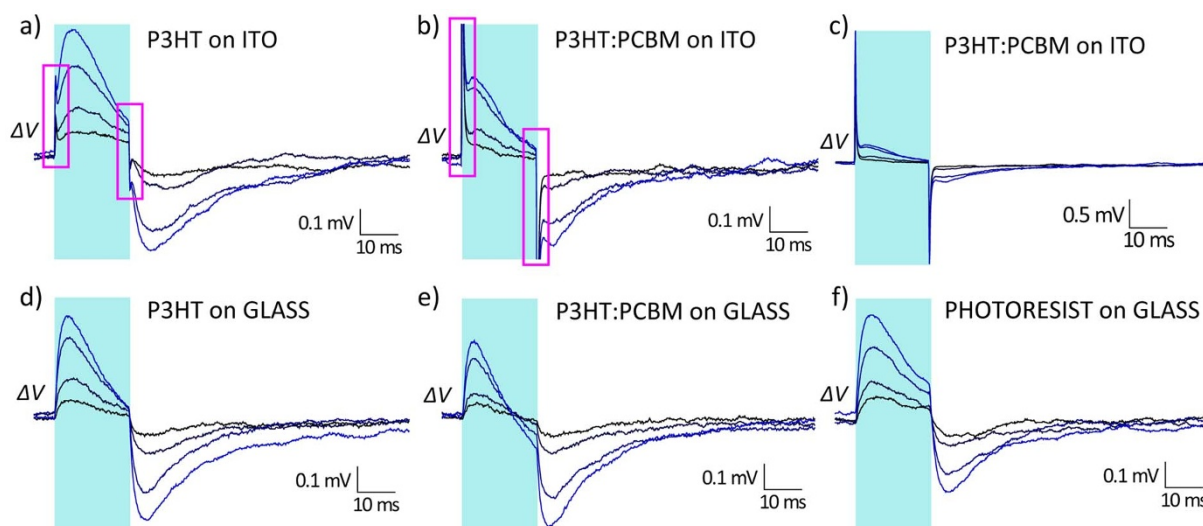 a) P3HT on ITO
ΔV
0.1 mV
10 ms
b) P3HT:PCBM on ITO
ΔV
0.1 mV
10 ms
c) P3HT:PCBM on ITO
ΔV
0.5 mV
10 ms
d) P3HT on GLASS
ΔV
0.1 mV
10 ms
e) P3HT:PCBM on GLASS
ΔV
0.1 mV
10 ms
f) PHOTORESIST on GLASS
ΔV
0.1 mV
10 ms